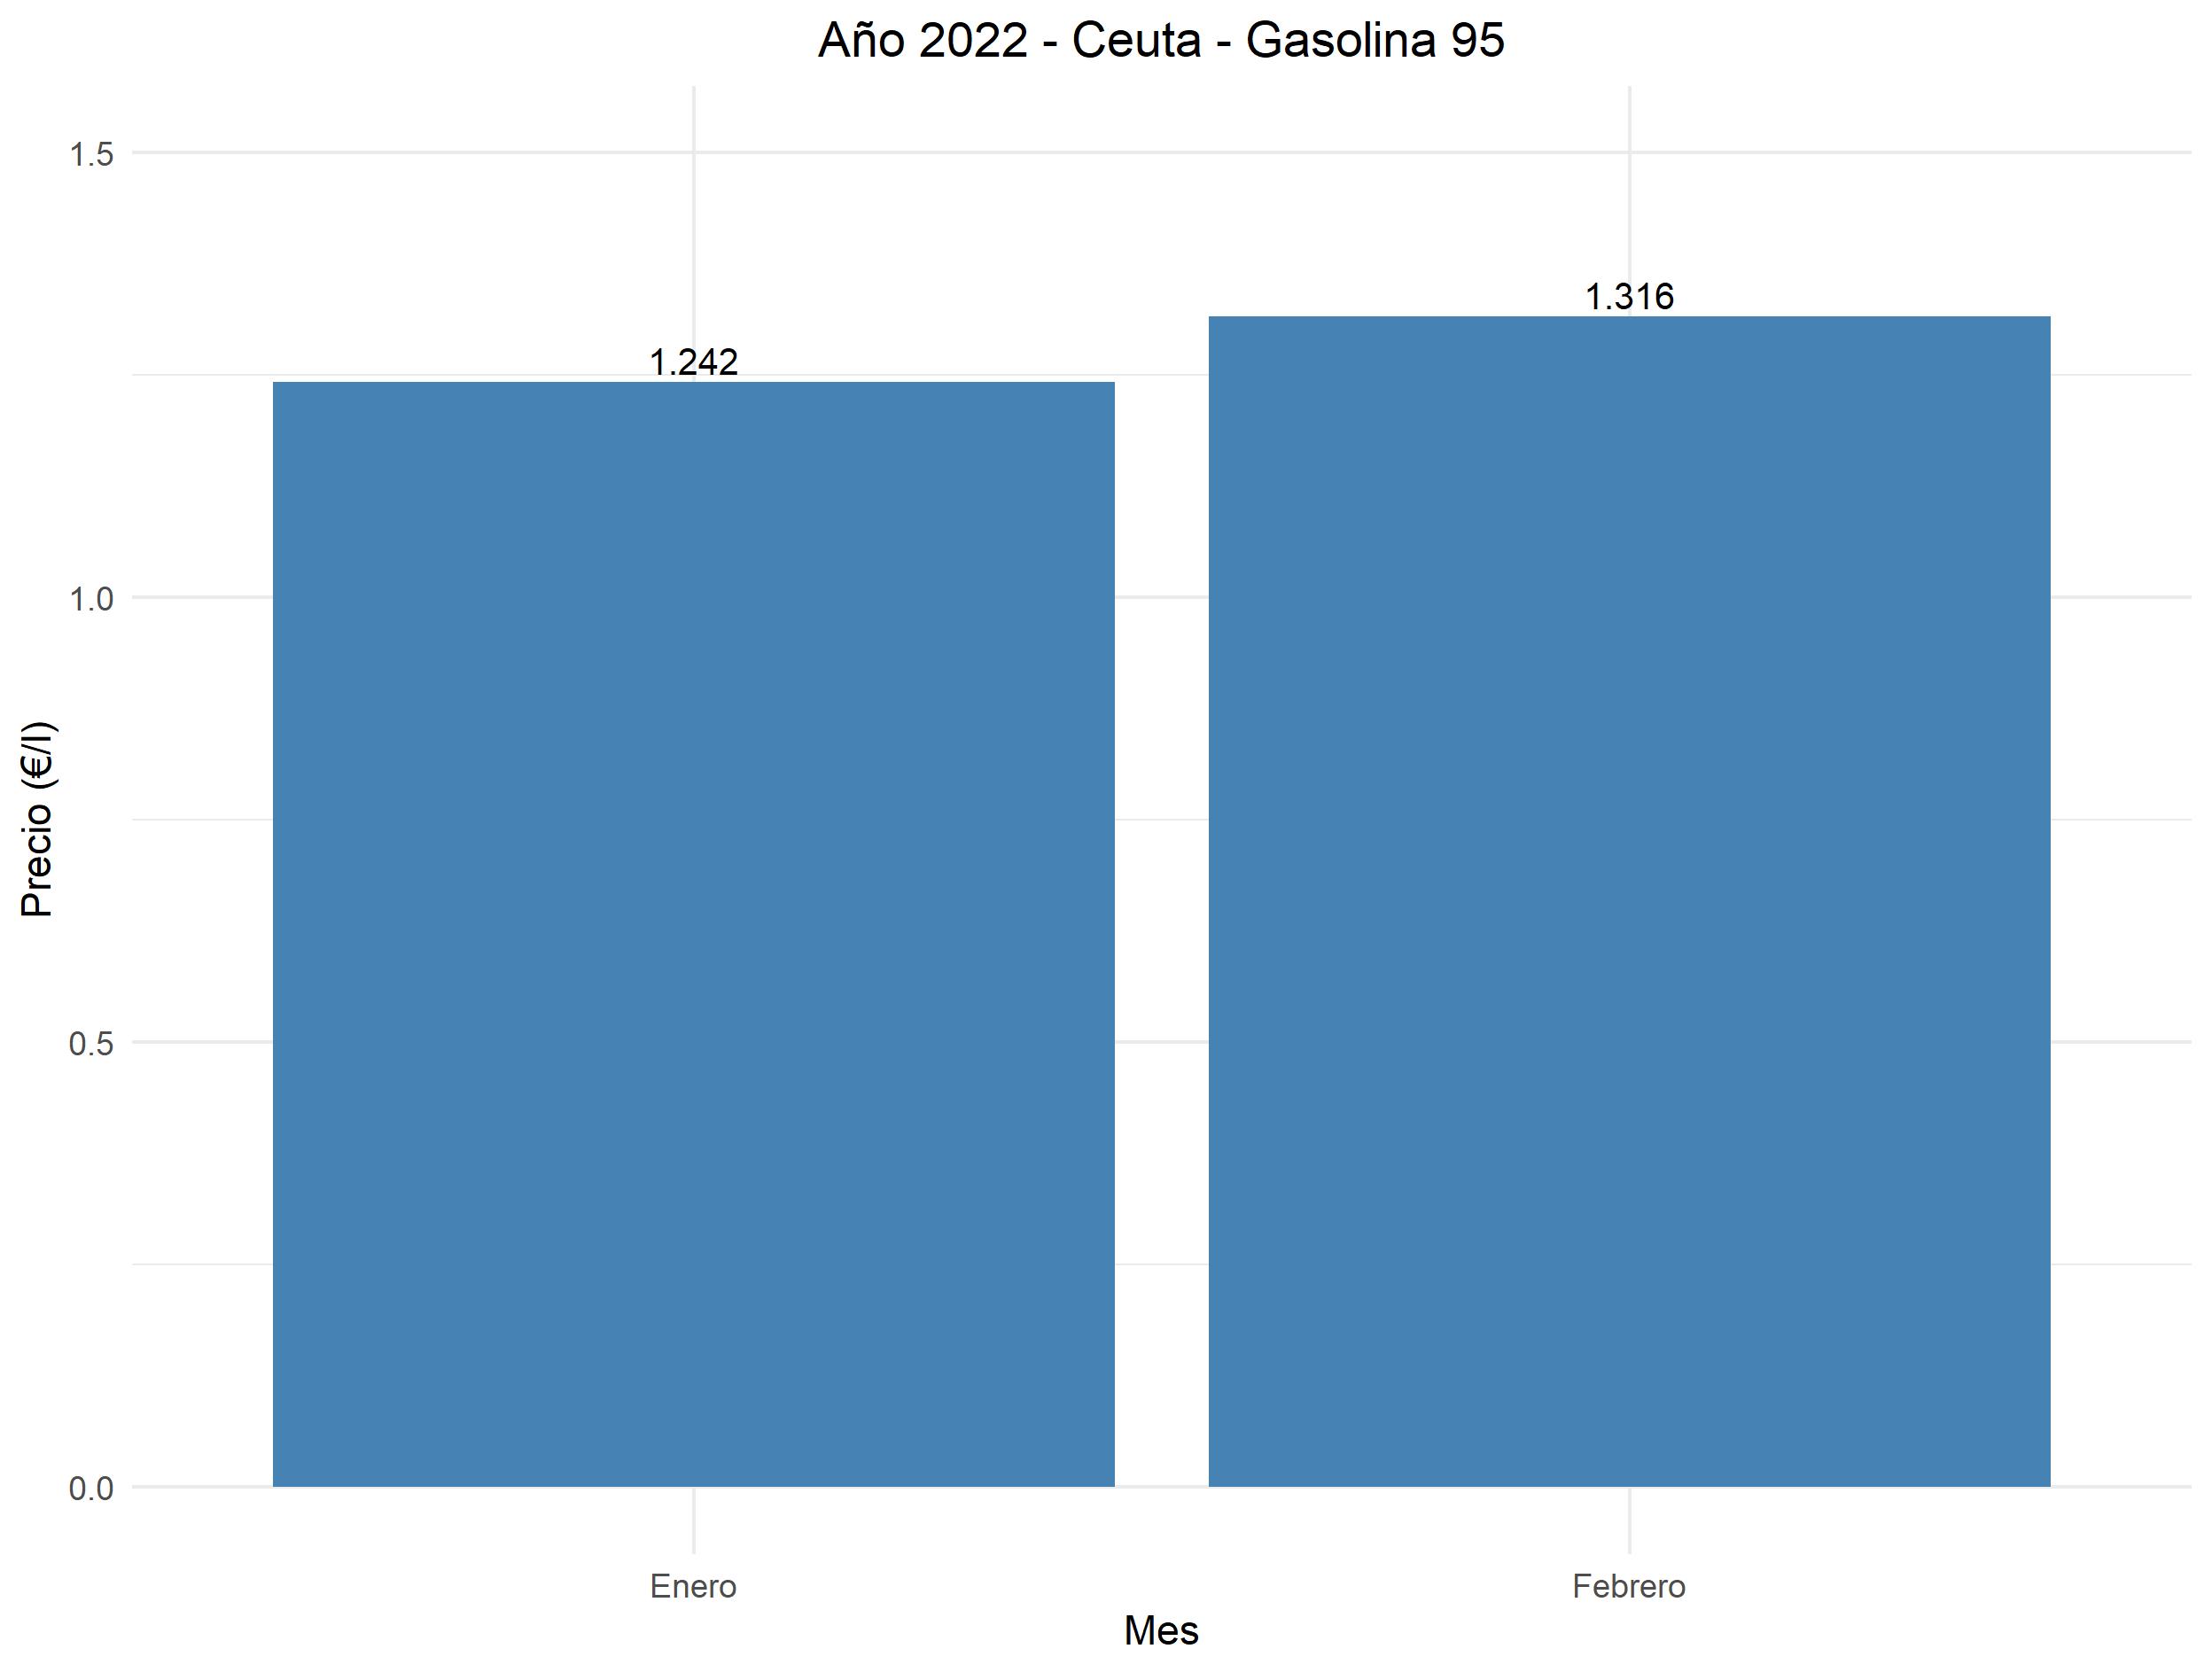 Año 2022 - Ceuta - Gasolina 95
1.5
1.316
1.242
1.0
Precio (€/l)
0.5
0.0
Enero
Febrero
Mes